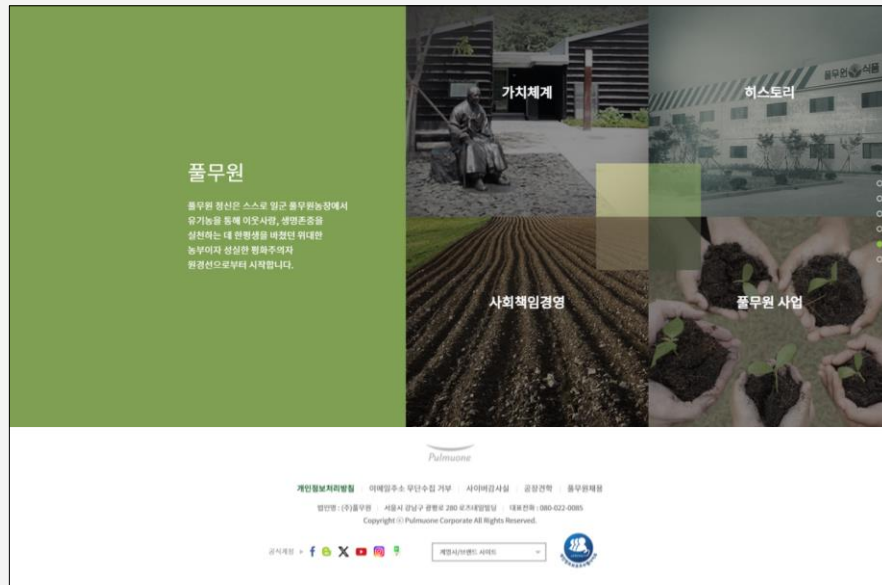 풀무원
풀무원 정신은 스스로 일군 풀무원농장에서
유기농을 통해 이웃사랑, 생명존중을
실천하는 데 한평생을 바쳤던 위대한
농부이자 성실한 평화주의자
원경선으로부터 시작합니다.
가치체계
히스토리
풀무원 식품
사회책임경영
풀무원 사업
Pulmuone
개인정보처리방침 이메일주소 무단수집 거부 사이버감사실 공장견학 풀무원채용
법인명 : (주)풀무원 서울시 강남구 광평로 280 로즈데일빌딩 대표전화 : 080-022-0085
Copyright ⓒ Pulmuone Corporate All Rights Reserved.
공식계정
계열사/브랜드 사이트